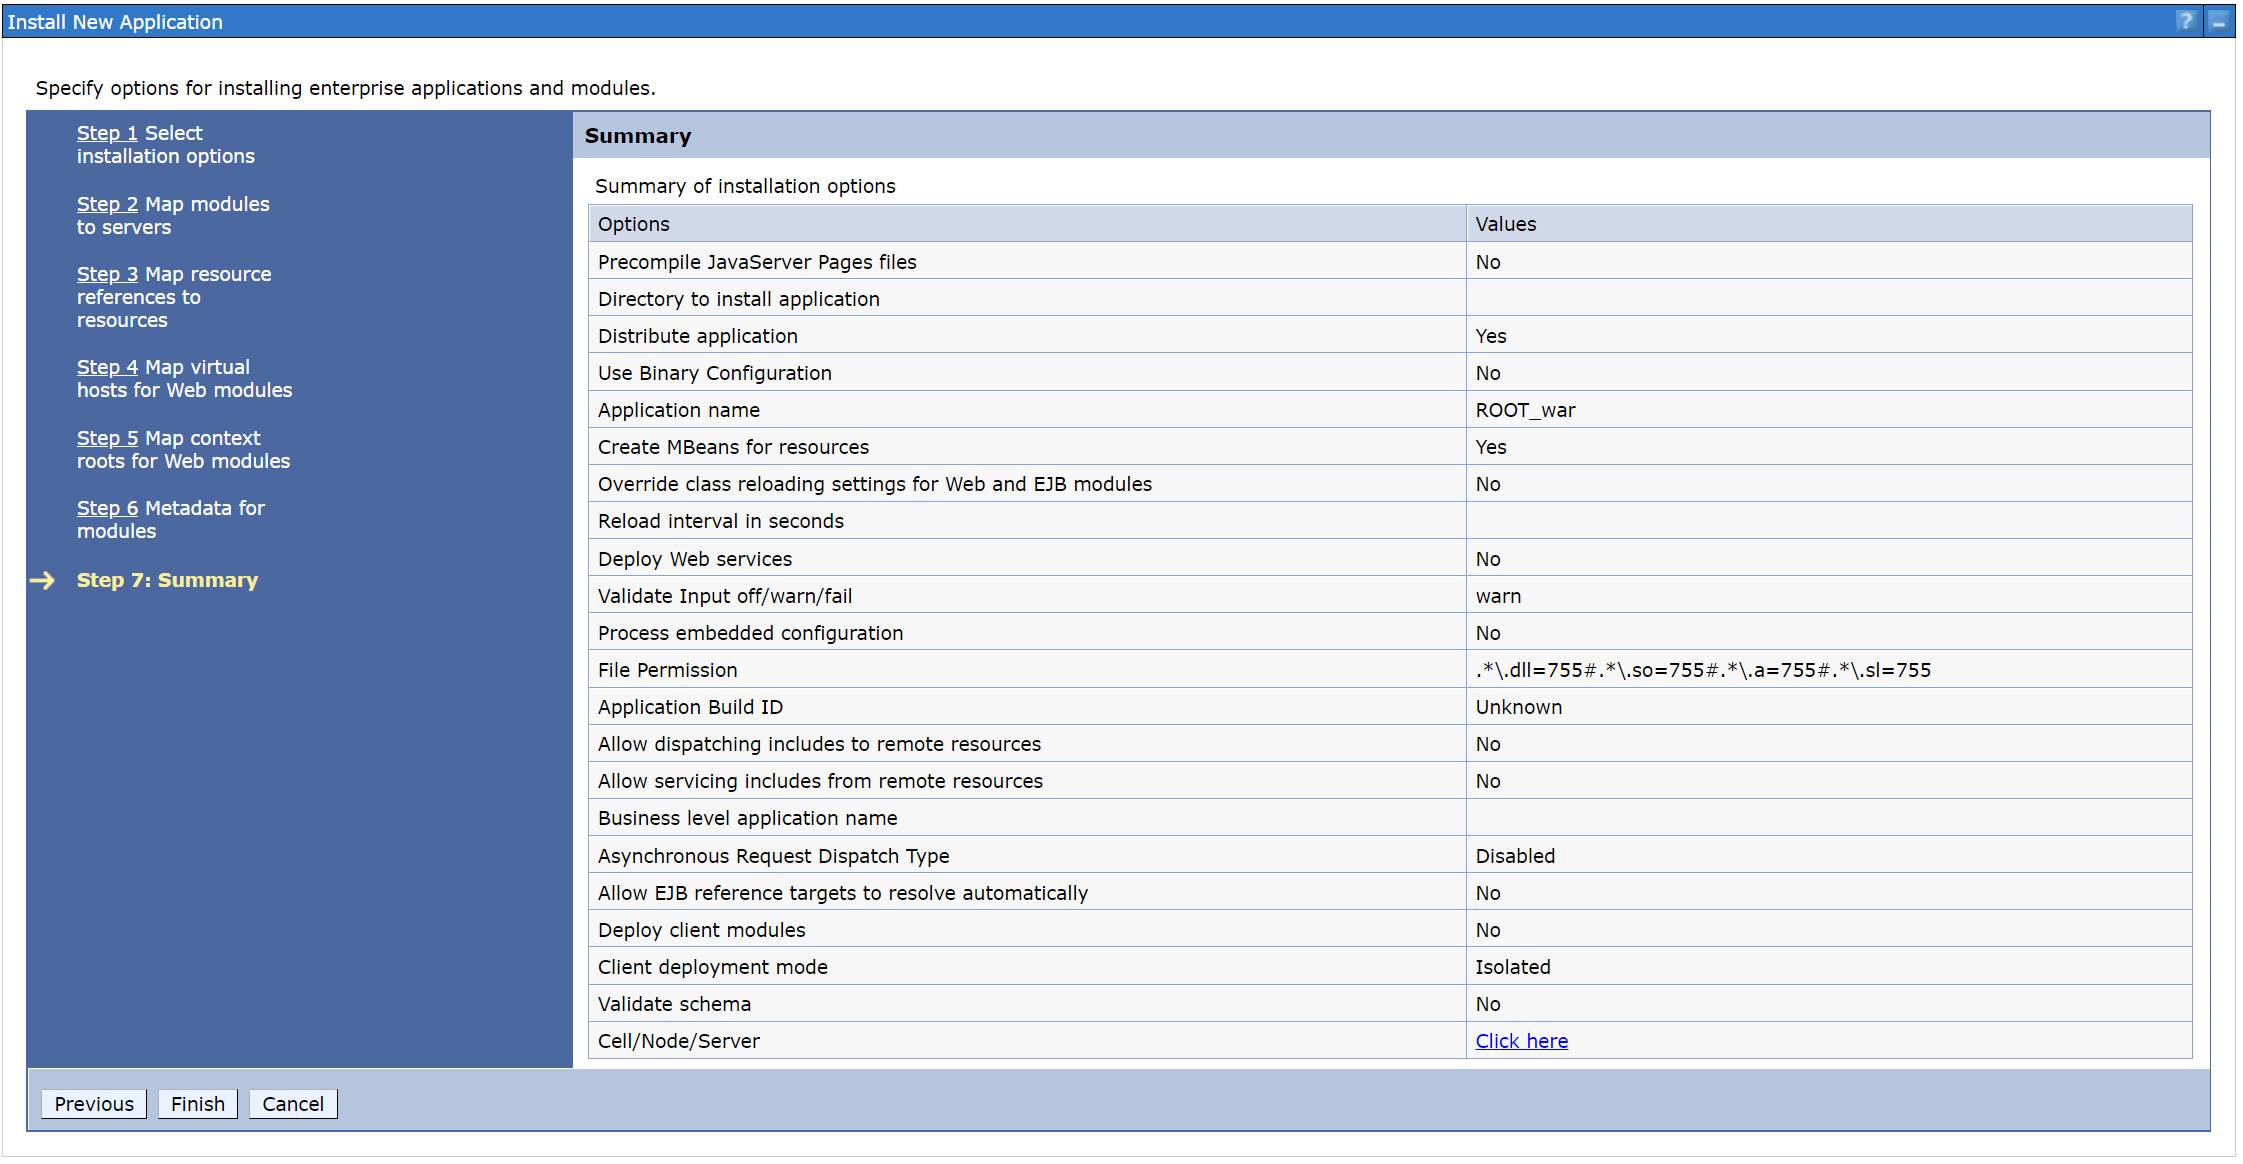 Install New Application
?
Specify options for installing enterprise applications and modules.
Step 1 Select
installation options
Step 2 Map modules
to servers
Step 3 Map resource
references to
resources
Step 4 Map virtual
hosts for Web modules
Step 5 Map context
roots for Web modules
Step 6 Metadata for
modules
Step 7: Summary
Summary
Summary of installation options
Options Values
Precompile JavaServer Pages files No
Directory to install application
Distribute application Yes
Use Binary Configuration No
Application name ROOT_war
Create MBeans for resources Yes
Override class reloading settings for Web and EJB modules No
Reload interval in seconds
Deploy Web services No
Validate Input off/warn/fail warn
Process embedded configuration No
File Permission .*\.dll=755#.*\.so=755#.*\.a=755#.*\.sl=755
Application Build ID Unknown
Allow dispatching includes to remote resources No
Allow servicing includes from remote resources No
Business level application name
Asynchronous Request Dispatch Type Disabled
Allow EJB reference targets to resolve automatically No
Deploy client modules No
Client deployment mode Isolated
Validate schema No
Cell/Node/Server Click here
Previous Finish Cancel